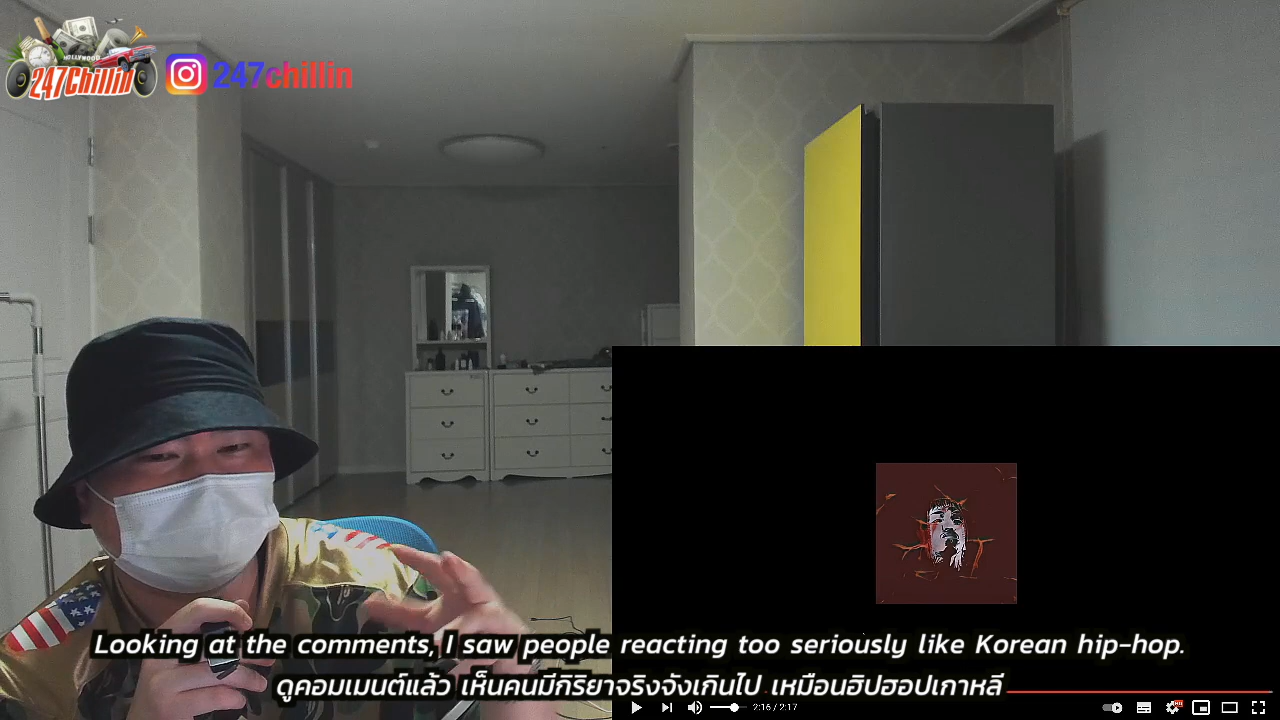 HOLLYWOOD
247Chillin
247chillin
Looking at the comments, I saw people reacting too seriously like Korean hip-hop.
ดูคอมเมนต์แล้ว เห็นคนมีกิริยาจริงจังเกินไป เหมือนฮิปฮอปเกาหลี
2:16 / 2:17